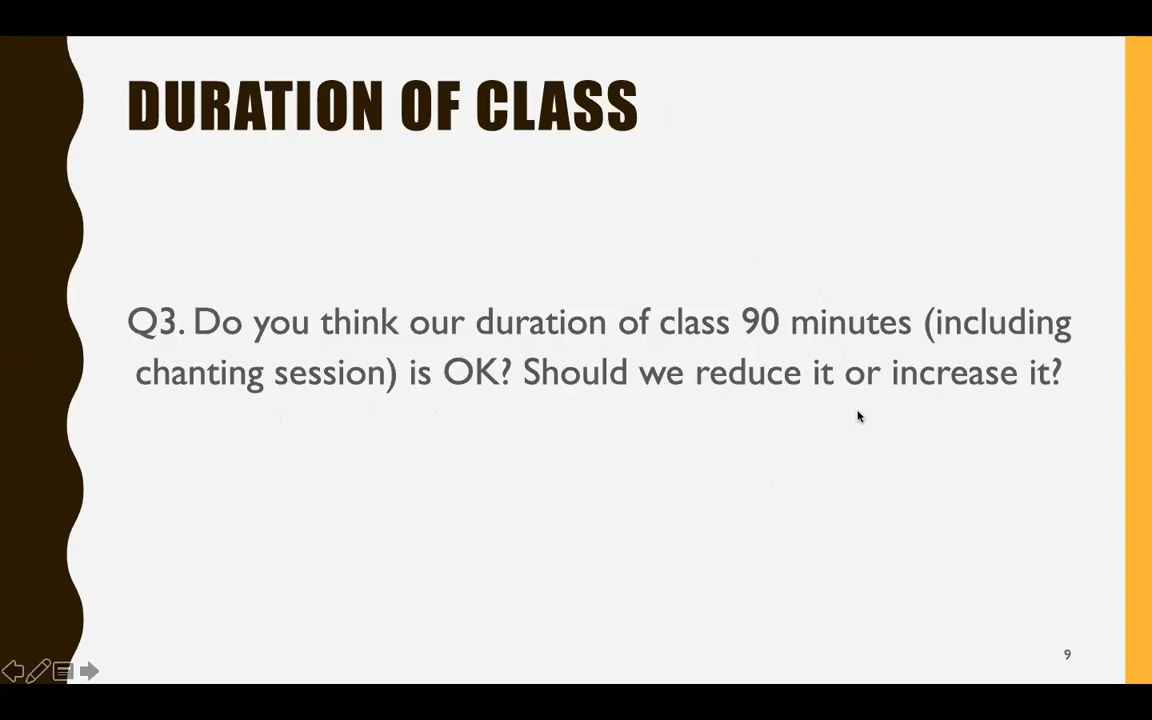 DURATION OF CLASS
Q3. Do you think our duration of class 90 minutes (including
chanting session) is OK? Should we reduce it or increase it?
9